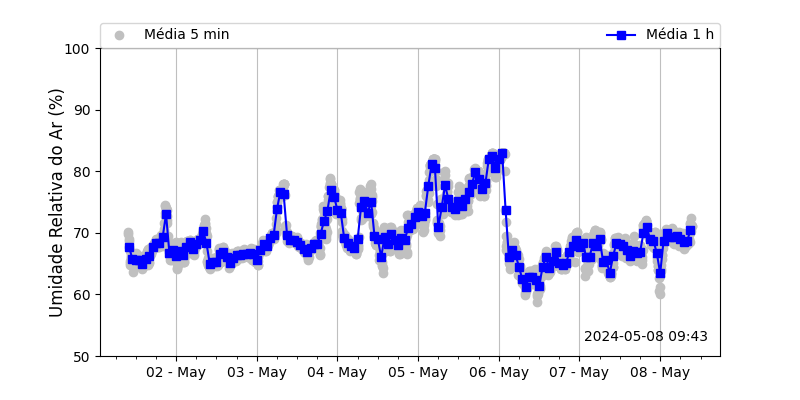 Média 5 min
Média 1 h
100
90
80
70
60
50
Umidade Relativa do Ar (%)
2024-05-08 09:43
02 - May
03 - May
04 - May
05 - May
06 - May
07 - May
08 - May